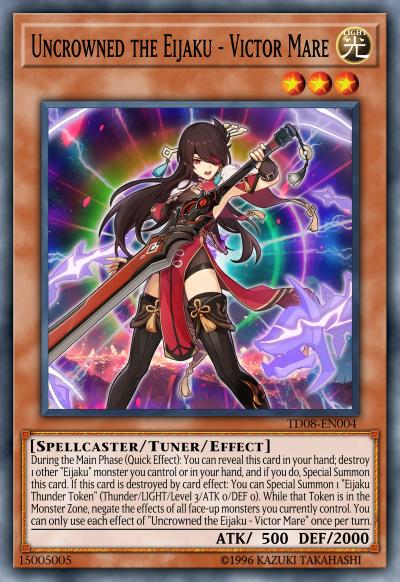 UNCROWNED THE EIJAKU - VICTOR MARE
LIGHT
光
TD08-EN004
[SPELLCASTER/TUNER/EFFECT]
During the Main Phase (Quick Effect): You can reveal this card in your hand; destroy
1 other "Eijaku" monster you cantrol or in your hand, and if you do, Special Summon
this card. If this card is destroyed by card effect: You can Special Summon 1 "Eijaku
Thunder Token" (Thunder/LIGHT/Level 3/ATK 0/DEF 0). While that Token is in the
Monster Zone, negate the effects of all face-up monsters you currently control. You
can only use each effect of "Uncrowned the Eijaku - Victor Mare" once per turn.
ATK/ 500 DEF/2000
15005005
©1996 KAZUKI TAKAHASHI